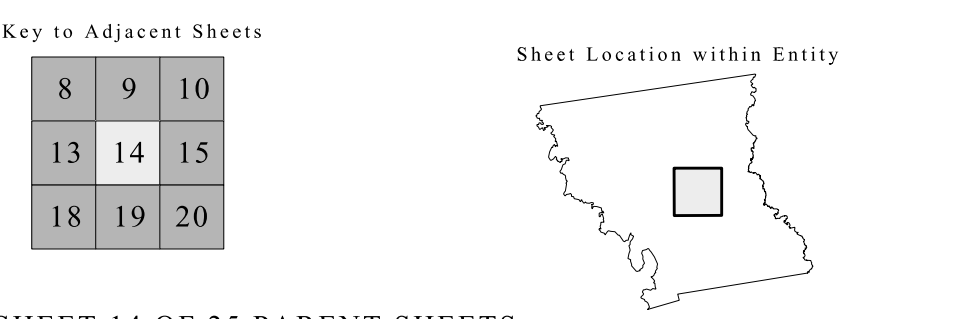 Key to Adjacent Sheets
8 9 10
13 14 15
18 19 20
Sheet Location within Entity
SHEET 14 OF 25 PARENT SHEETS